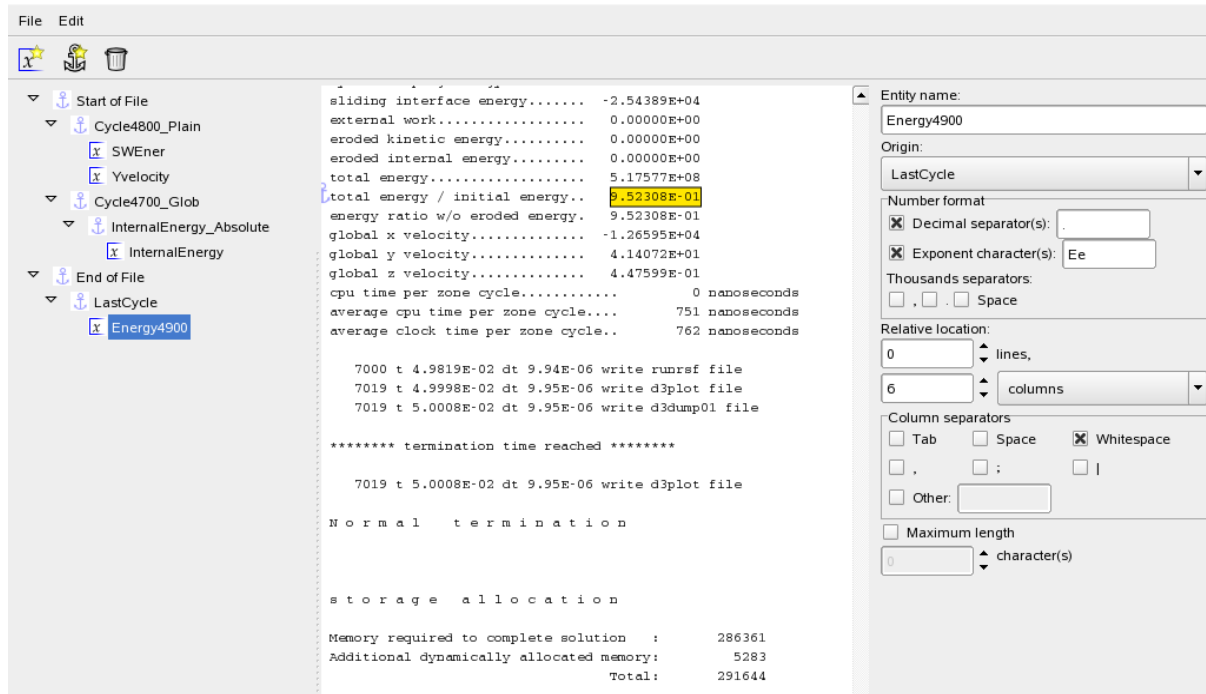 File Edit
Start of File
Cycle4800_Plain
x SWEner
x Yvelocity
Cycle4700_Glob
InternalEnergy_Absolute
x InternalEnergy
End of File
LastCycle
x Energy4900
sliding interface energy....... -2.54389E+04
external work.................. 0.00000E+00
eroded kinetic energy.......... 0.00000E+00
eroded internal energy......... 0.00000E+00
total energy................... 5.17577E+08
total energy / initial energy.. 9.52308E-01
energy ratio w/o eroded energy. 9.52308E-01
global x velocity.............. -1.26595E+04
global y velocity.............. 4.14072E+01
global z velocity.............. 4.47599E-01
cpu time per zone cycle............ 0 nanoseconds
average cpu time per zone cycle.... 751 nanoseconds
average clock time per zone cycle.. 762 nanoseconds
7000 t 4.9819E-02 dt 9.94E-06 write runrsf file
7019 t 4.9998E-02 dt 9.95E-06 write d3plot file
7019 t 5.0008E-02 dt 9.95E-06 write d3dump01 file
******** termination time reached ********
7019 t 5.0008E-02 dt 9.95E-06 write d3plot file
N o r m a l   t e r m i n a t i o n
s t o r a g e   a l l o c a t i o n
Memory required to complete solution : 286361
Additional dynamically allocated memory: 5283
Total: 291644
Entity name:
Energy4900
Origin:
LastCycle
Number format
Decimal separator(s): .
Exponent character(s): Ee
Thousands separators:
, . Space
Relative location:
0 lines,
6 columns
Column separators
Tab Space Whitespace
, ; |
Other:
Maximum length
0 character(s)